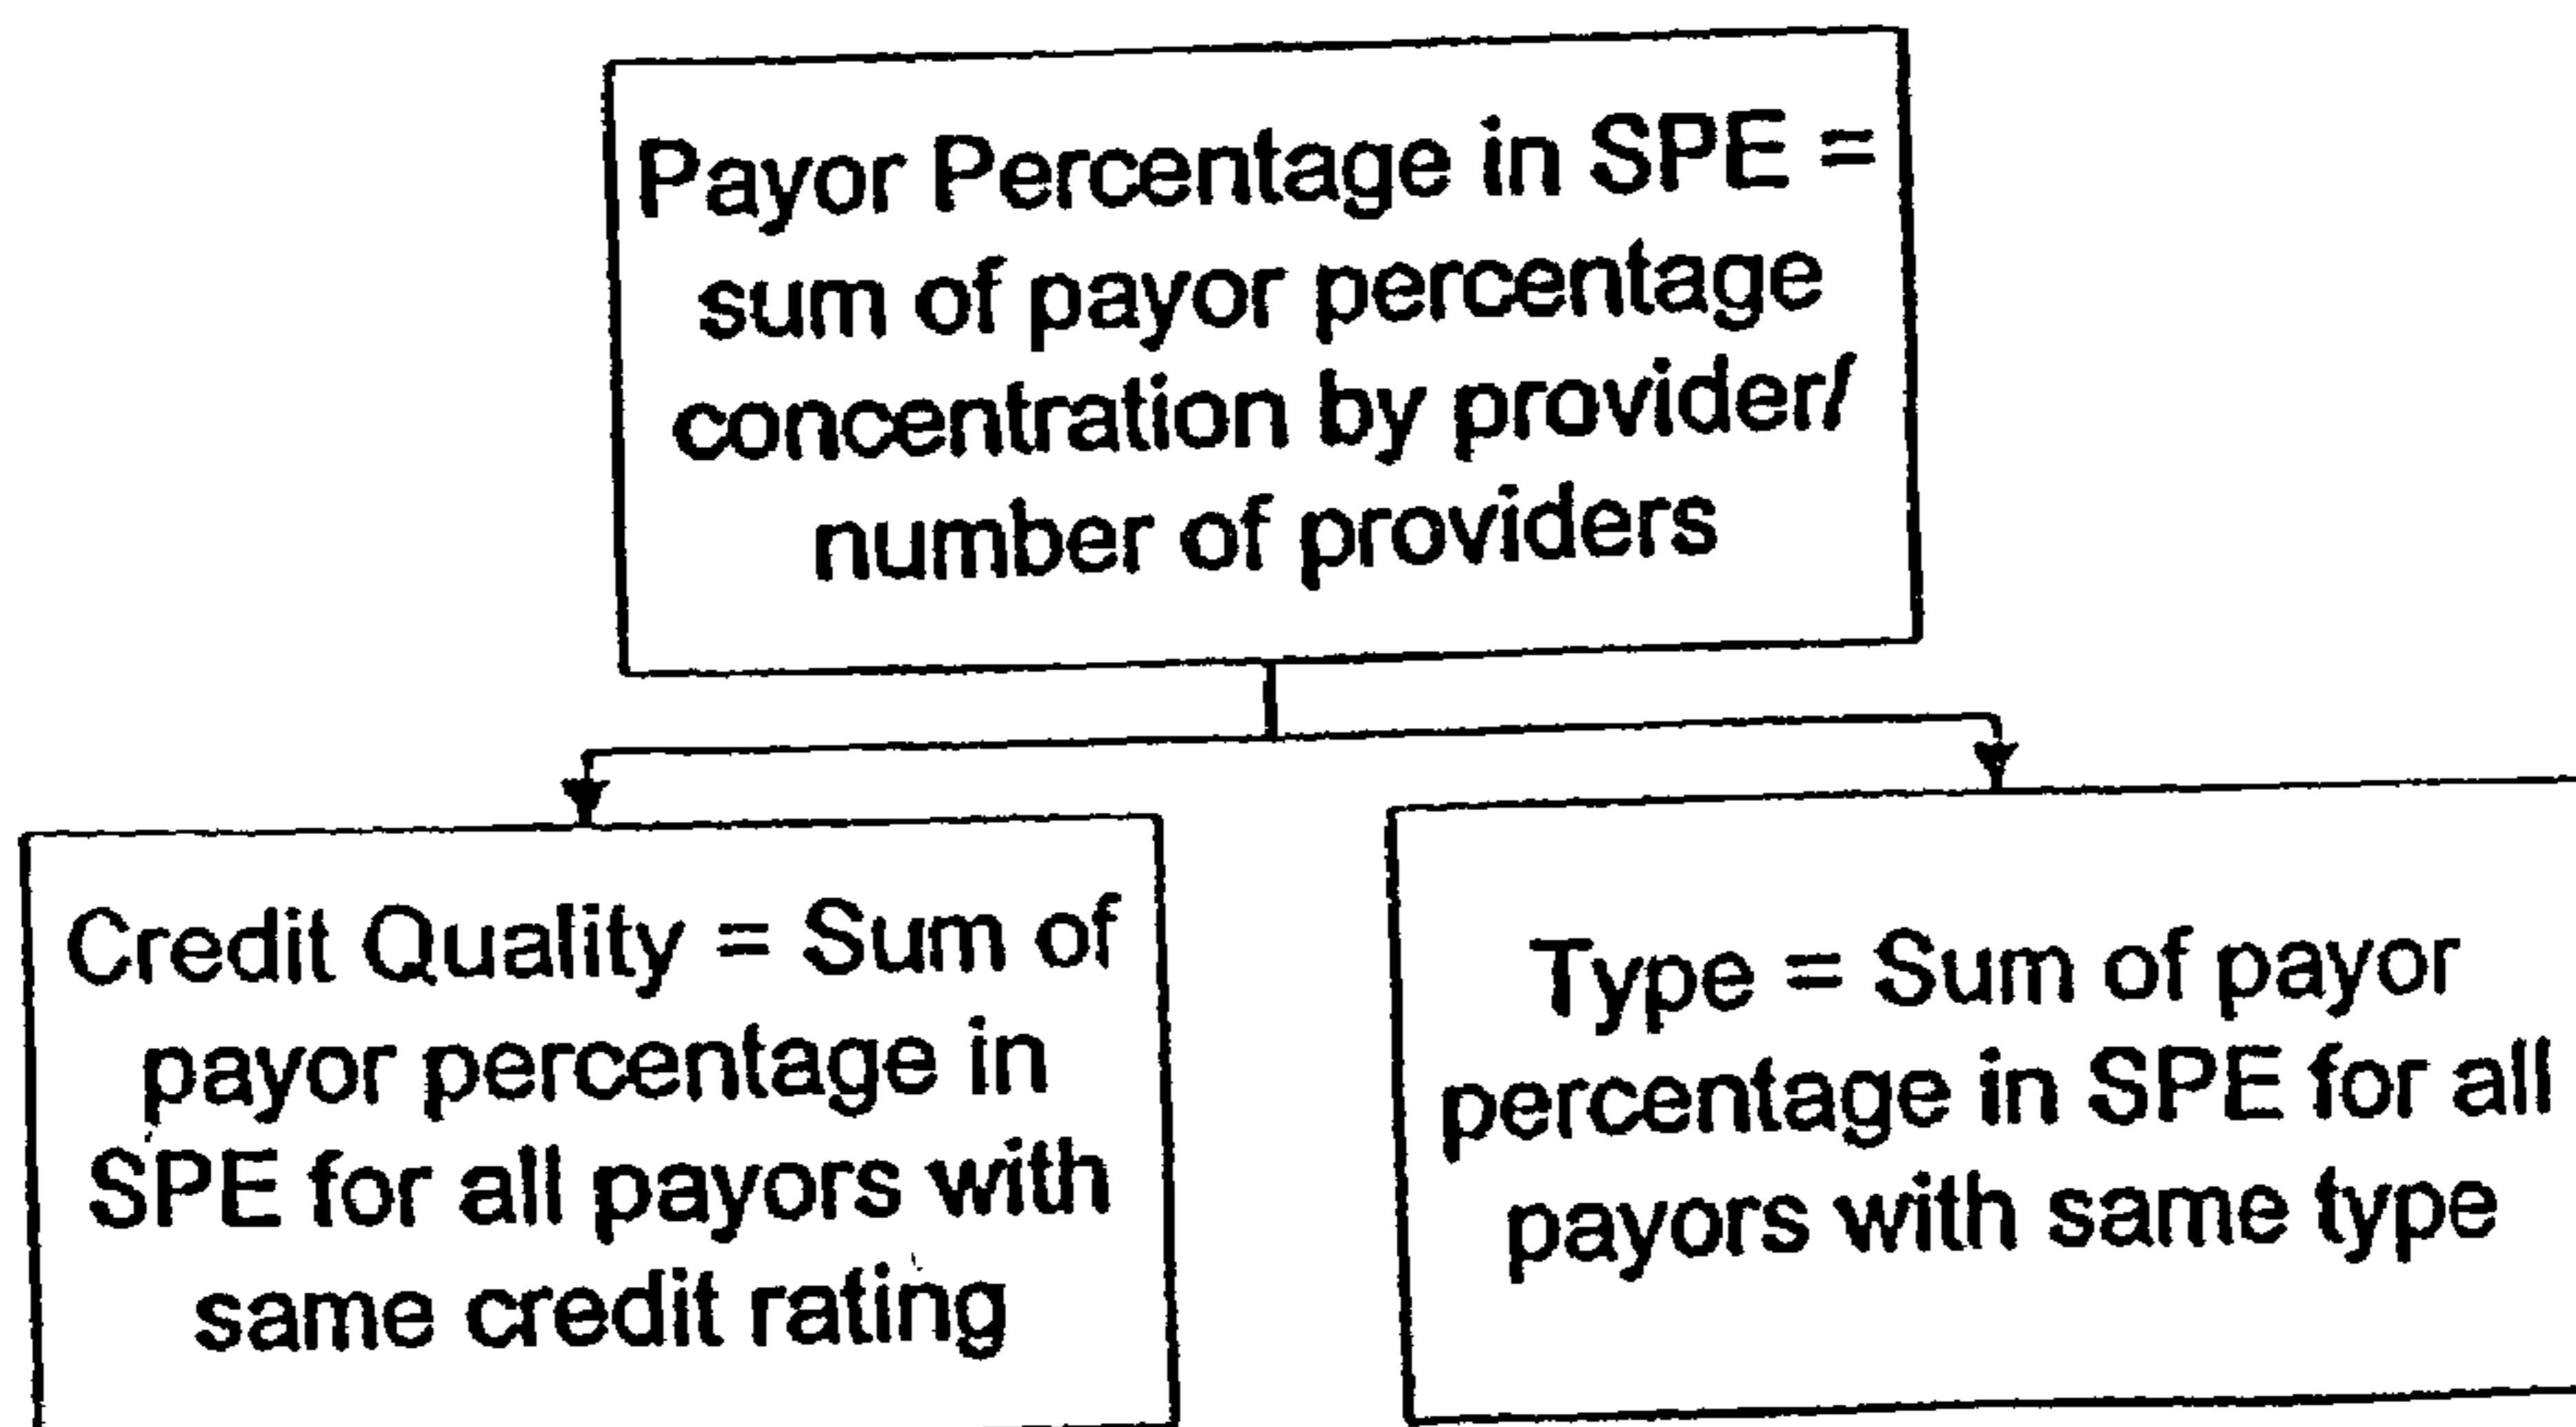 Payor Percentage in SPE =
sum of payor percentage
concentration by provider/
number of providers
Credit Quality = Sum of
payor percentage in
SPE for all payors with
same credit rating
Type = Sum of payor
percentage in SPE for all
payors with same type